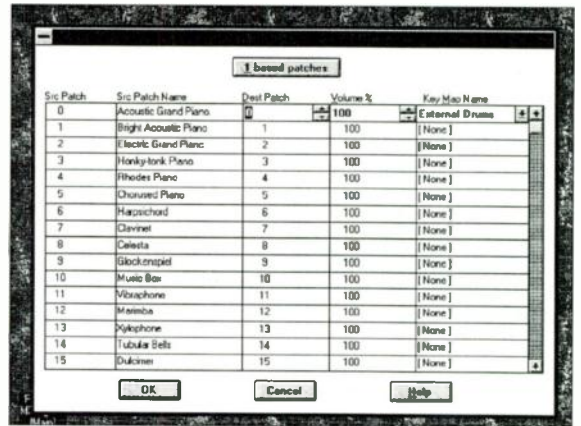 1 based patches
Src Patch Src Patch Name Dest Patch Volume % Key Map Name
0 Acoustic Grand Piano 0 100 External Drums
1 Bright Acoustic Piano 1 100 [None]
2 Electric Grand Piano 2 100 [None]
3 Honky-tonk Piano 3 100 [None]
4 Rhodes Piano 4 100 [None]
5 Chorused Piano 5 100 [None]
6 Harpsichord 6 100 [None]
7 Clavinet 7 100 [None]
8 Celesta 8 100 [None]
9 Glockenspiel 9 100 [None]
10 Music Box 10 100 [None]
11 Vibraphone 11 100 [None]
12 Marimba 12 100 [None]
13 Xylophone 13 100 [None]
14 Tubular Bells 14 100 [None]
15 Dulcimer 15 100 [None]
OK Cancel Help